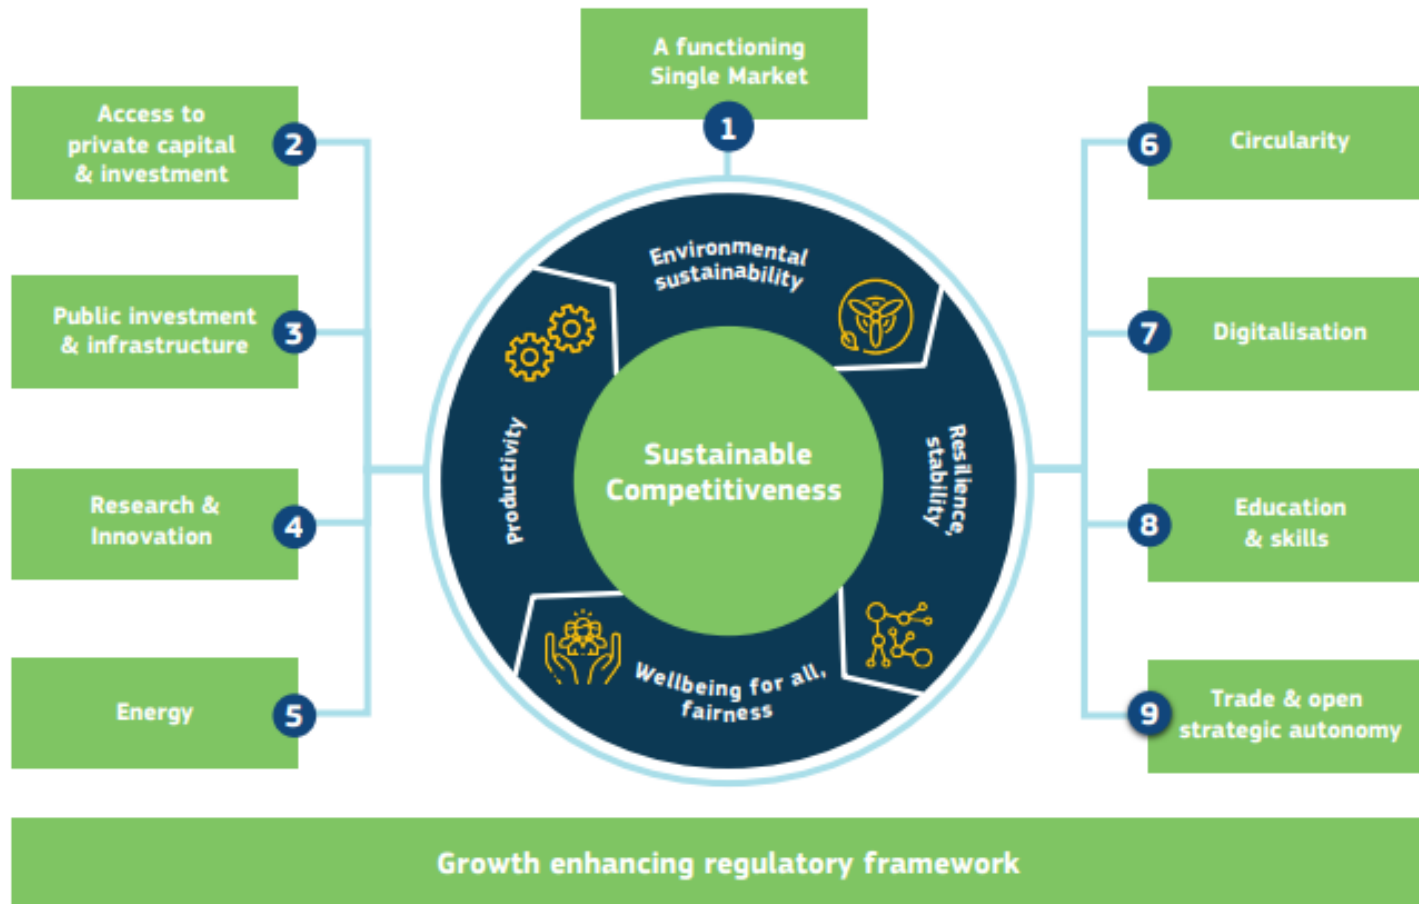 A functioning
Single Market
1
Access to
private capital
& investment
2
Public investment
& infrastructure
3
Research &
Innovation
4
Energy
5
6
Circularity
7
Digitalisation
8
Education
& skills
9
Trade & open
strategic autonomy
Environmental
sustainability
Resilience,
stability
Wellbeing for all,
fairness
productivity
Sustainable
Competitiveness
Growth enhancing regulatory framework